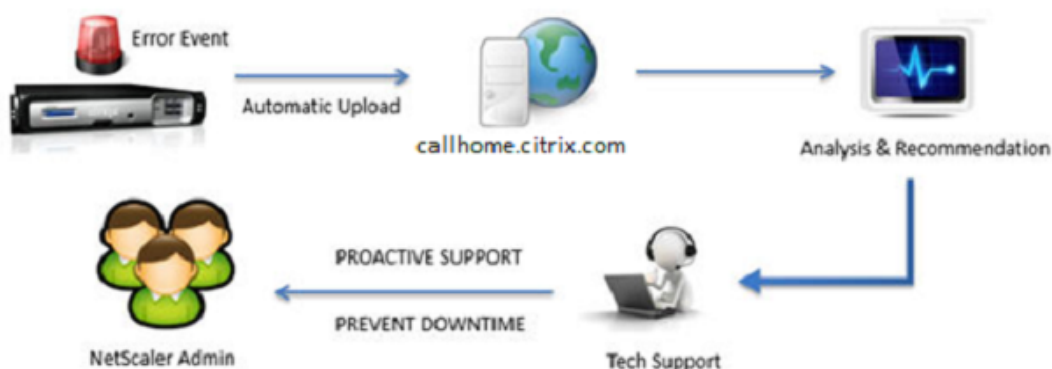 Error Event
Automatic Upload
callhome.citrix.com
Analysis & Recommendation
PROACTIVE SUPPORT
PREVENT DOWNTIME
NetScaler Admin
Tech Support